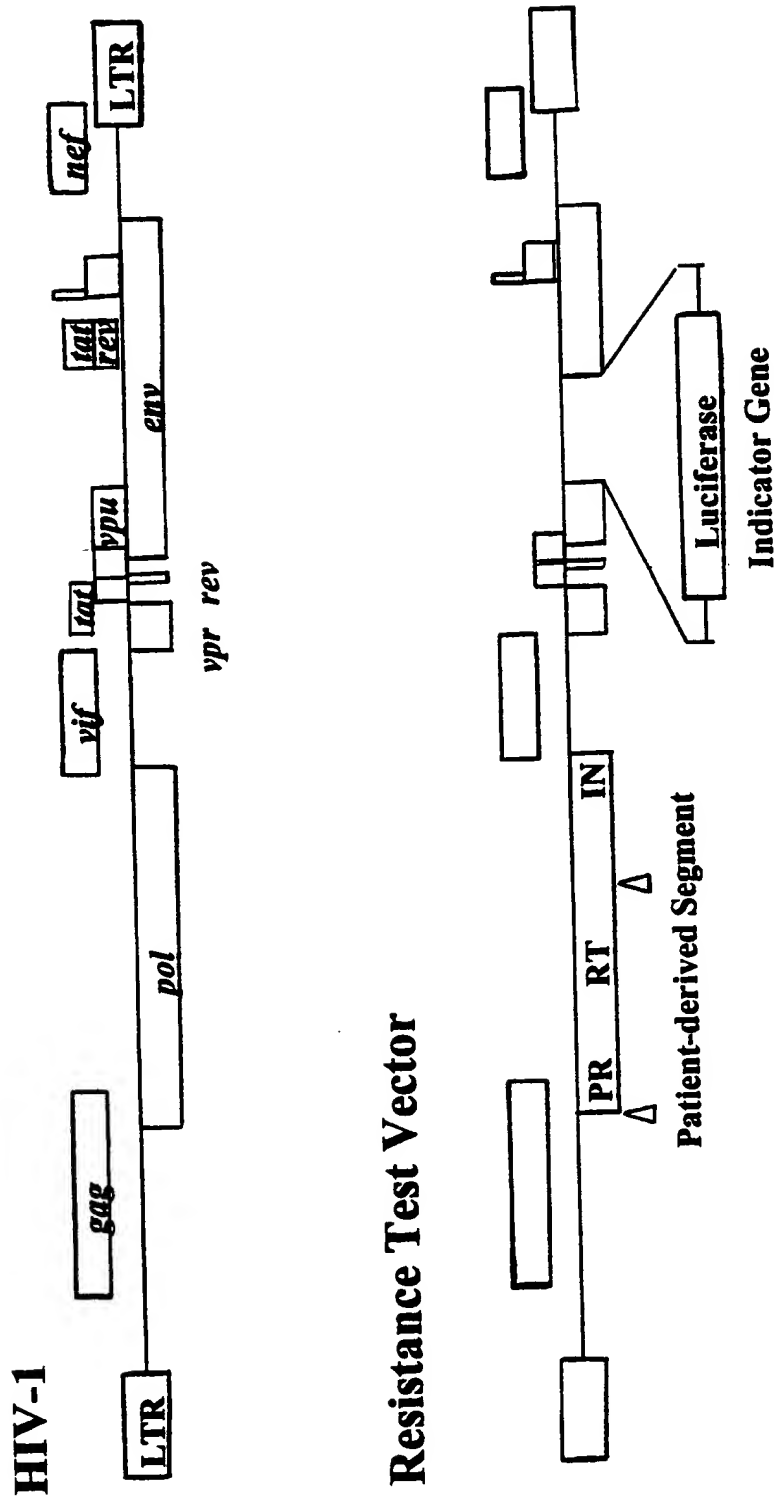 HIV-1
LTR
gag
pol
vif
tat
vpu
vpr rev
env
tat
rev
nef
LTR
Resistance Test Vector
PR RT IN
Patient-derived Segment
Luciferase
Indicator Gene